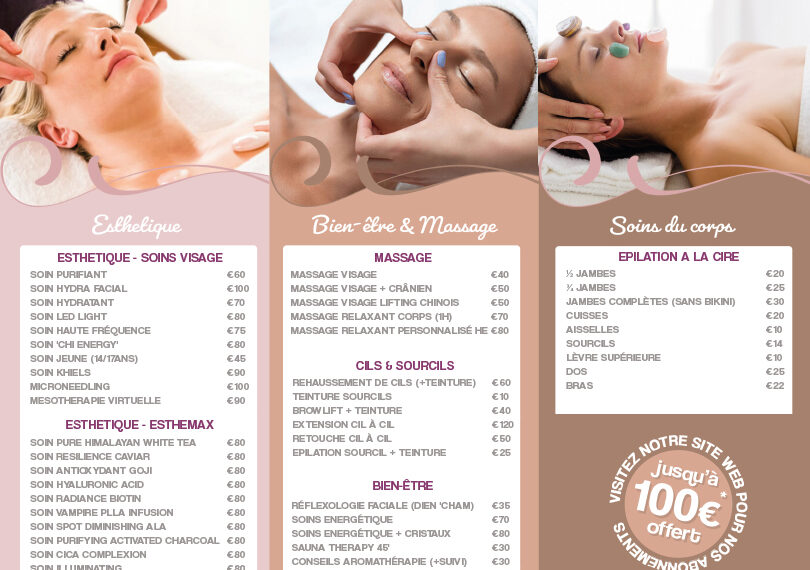 Esthetique
ESTHETIQUE - SOINS VISAGE
SOIN PURIFIANT €60
SOIN HYDRA FACIAL €100
SOIN HYDRATANT €70
SOIN LED LIGHT €80
SOIN HAUTE FRÉQUENCE €75
SOIN 'CHI ENERGY' €80
SOIN JEUNE (14/17ANS) €45
SOIN KHIELS €90
MICRONEEDLING €100
MESOTHERAPIE VIRTUELLE €90
ESTHETIQUE - ESTHEMAX
SOIN PURE HIMALAYAN WHITE TEA €80
SOIN RESILIENCE CAVIAR €80
SOIN ANTIOXYDANT GOJI €80
SOIN HYALURONIC ACID €80
SOIN RADIANCE BIOTIN €80
SOIN VAMPIRE PLLA INFUSION €80
SOIN SPOT DIMINISHING ALA €80
SOIN PURIFYING ACTIVATED CHARCOAL €80
SOIN CICA COMPLEXION €80
SOIN ILLUMINATING €80
Bien-être & Massage
MASSAGE
MASSAGE VISAGE €40
MASSAGE VISAGE + CRÂNIEN €50
MASSAGE VISAGE LIFTING CHINOIS €50
MASSAGE RELAXANT CORPS (1H) €70
MASSAGE RELAXANT PERSONNALISÉ HE €80
CILS & SOURCILS
REHAUSSEMENT DE CILS (+TEINTURE) €60
TEINTURE SOURCILS €10
BROWLIFT + TEINTURE €40
EXTENSION CIL À CIL €120
RETOUCHE CIL À CIL €50
EPILATION SOURCIL + TEINTURE €25
BIEN-ÊTRE
RÉFLEXOLOGIE FACIALE (DIEN 'CHAM) €35
SOINS ENERGÉTIQUE €70
SOINS ENERGÉTIQUE + CRISTAUX €80
SAUNA THERAPY 45' €30
CONSEILS AROMATHÉRAPIE (+SUIVI) €30
Soins du corps
EPILATION A LA CIRE
½ JAMBES €20
¾ JAMBES €25
JAMBES COMPLÈTES (SANS BIKINI) €30
CUISSES €20
AISSELLES €10
SOURCILS €14
LÈVRE SUPÉRIEURE €10
DOS €25
BRAS €22
VISITEZ NOTRE SITE WEB POUR NOS ABONNEMENTS
jusqu'à
100€*
offert